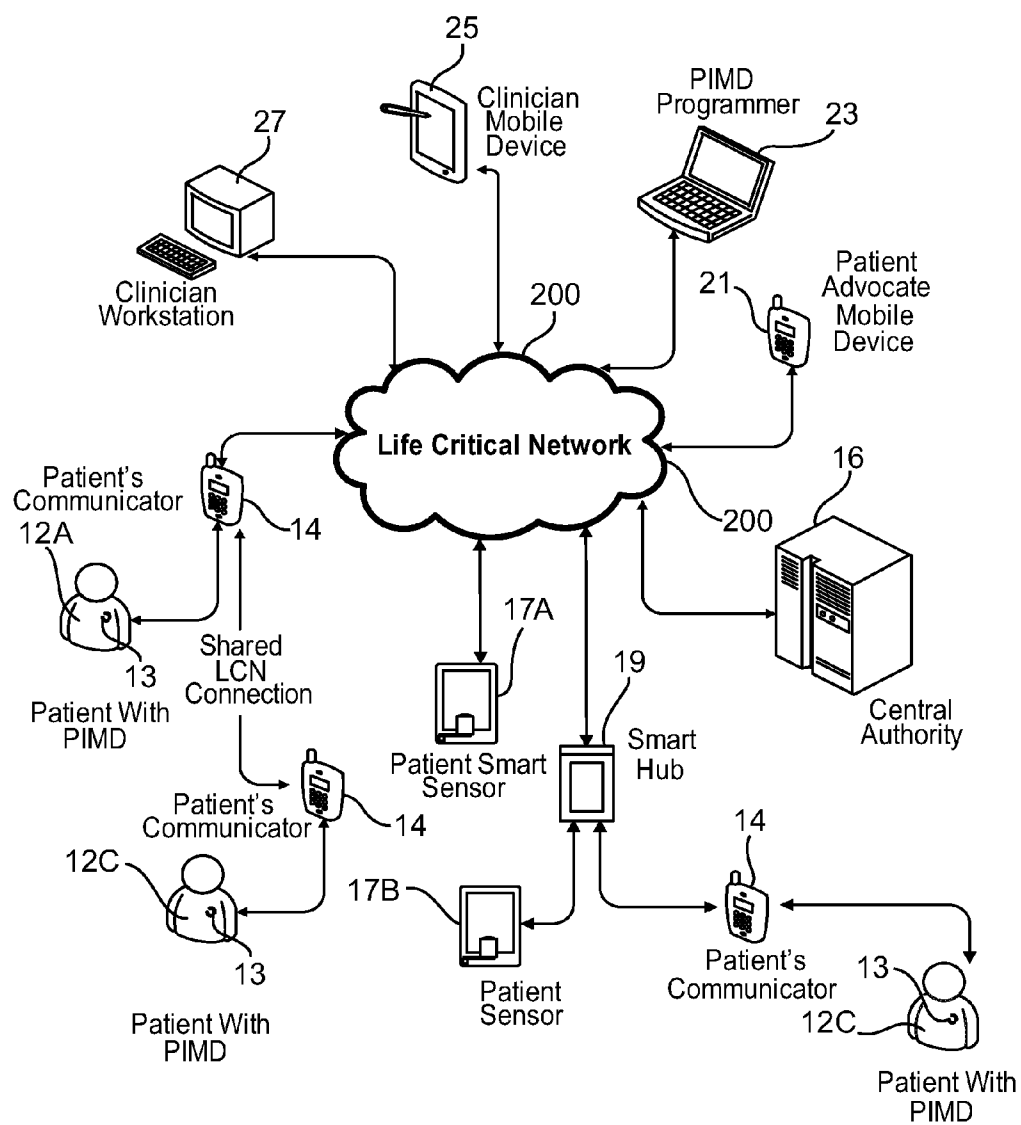 25
Clinician
Mobile
Device
PIMD
Programmer
23
27
Clinician
Workstation
200
21
Patient
Advocate
Mobile
Device
Life Critical Network
Patient's
Communicator
14
12A
13
Patient With
PIMD
200
16
Central
Authority
Shared
LCN
Connection
17A
Patient Smart
Sensor
19
Smart
Hub
Patient's
Communicator
14
12C
13
Patient With
PIMD
17B
Patient
Sensor
14
Patient's
Communicator
13
12C
Patient With
PIMD